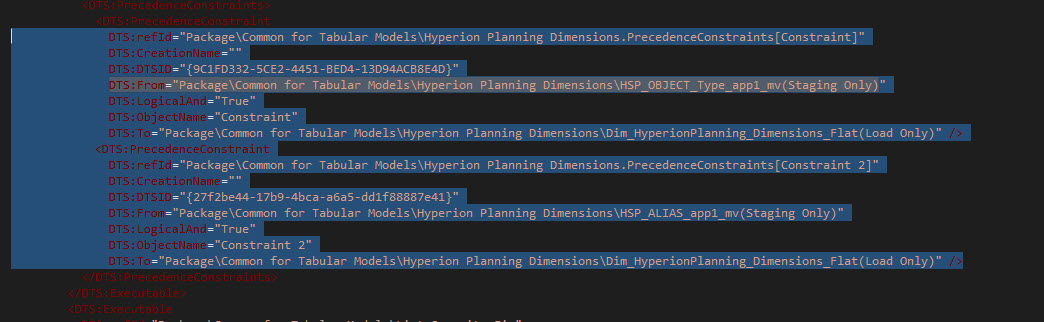 <DTS:PrecedenceConstraints>
<DTS:PrecedenceConstraint
DTS:refId="Package\Common for Tabular Models\Hyperion Planning Dimensions.PrecedenceConstraints[Constraint]"
DTS:CreationName=""
DTS:DTSID="{9C1FD332-5CE2-4451-BED4-13D94ACB8E4D}"
DTS:From="Package\Common for Tabular Models\Hyperion Planning Dimensions\HSP_OBJECT_Type_app1_mv(Staging Only)"
DTS:LogicalAnd="True"
DTS:ObjectName="Constraint"
DTS:To="Package\Common for Tabular Models\Hyperion Planning Dimensions\Dim_HyperionPlanning_Dimensions_Flat(Load Only)" />
<DTS:PrecedenceConstraint
DTS:refId="Package\Common for Tabular Models\Hyperion Planning Dimensions.PrecedenceConstraints[Constraint 2]"
DTS:CreationName=""
DTS:DTSID="{27f2be44-17b9-4bca-a6a5-dd1f88887e41}"
DTS:From="Package\Common for Tabular Models\Hyperion Planning Dimensions\HSP_ALIAS_app1_mv(Staging Only)"
DTS:LogicalAnd="True"
DTS:ObjectName="Constraint 2"
DTS:To="Package\Common for Tabular Models\Hyperion Planning Dimensions\Dim_HyperionPlanning_Dimensions_Flat(Load Only)" />
</DTS:PrecedenceConstraints>
</DTS:Executable>
<DTS:Executable